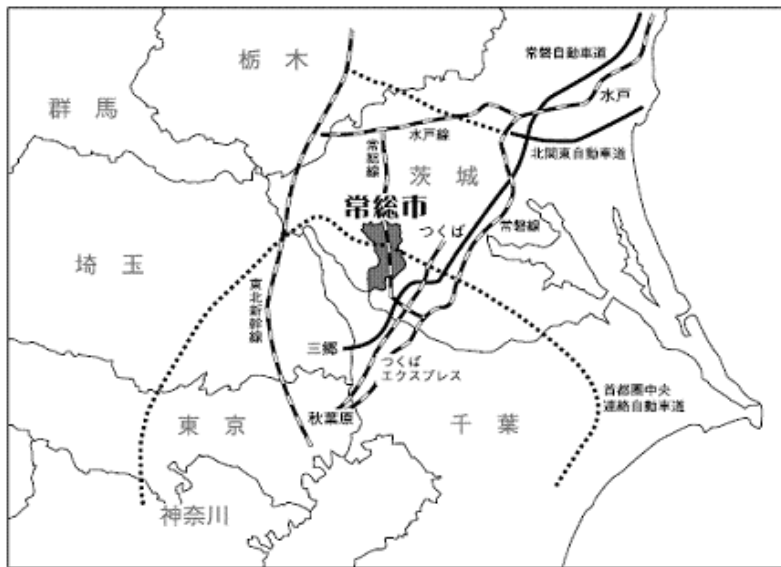 常磐自動車道
栃木
水戸
群馬
水戸線
北関東自動車道
常総線
茨城
常総市
つくば
常磐線
埼玉
東北新幹線
三郷
つくば
エクスプレス
首都圏中央
連絡自動車道
秋葉原
東京
千葉
神奈川